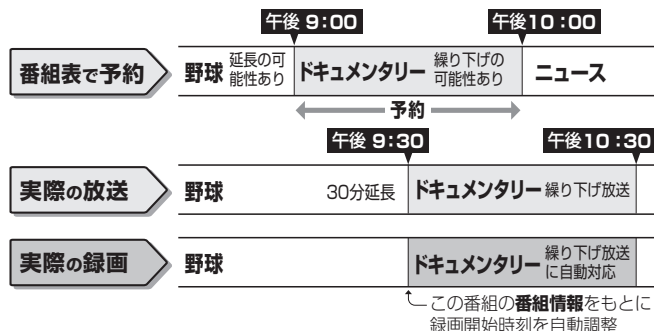 午後 9:00
午後10:00
番組表で予約
野球 延長の可能性あり
ドキュメンタリー 繰り下げの可能性あり
ニュース
予約
午後 9:30
午後10:30
実際の放送
野球 30分延長
ドキュメンタリー 繰り下げ放送
実際の録画
野球
ドキュメンタリー 繰り下げ放送に自動対応
この番組の番組情報をもとに
録画開始時刻を自動調整